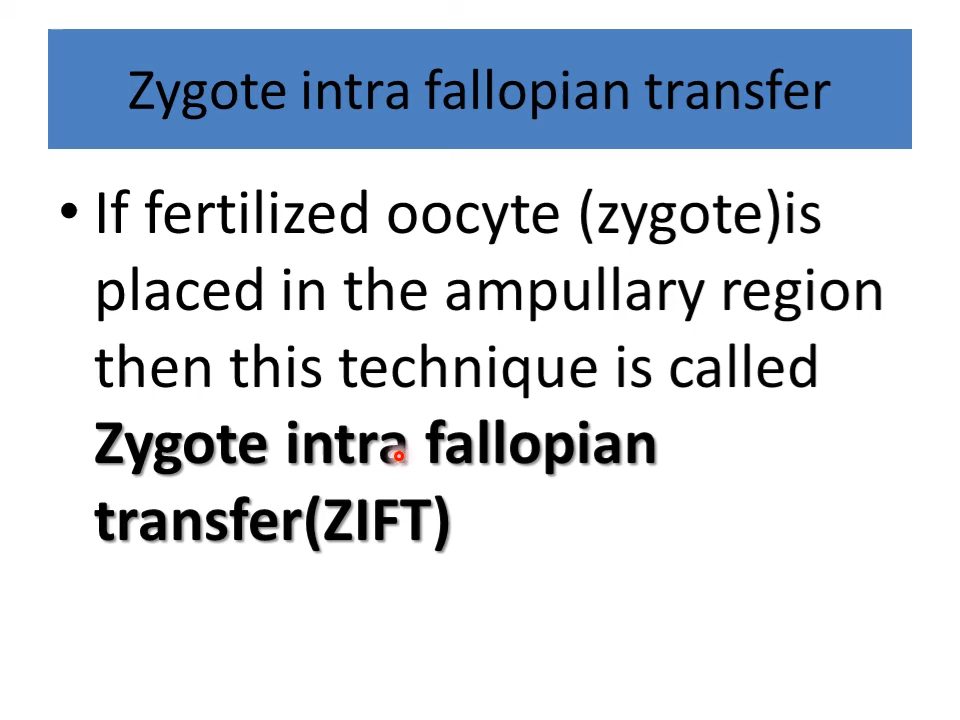 Zygote intra fallopian transfer
• If fertilized oocyte (zygote)is
placed in the ampullary region
then this technique is called
Zygote intra fallopian
transfer(ZIFT)